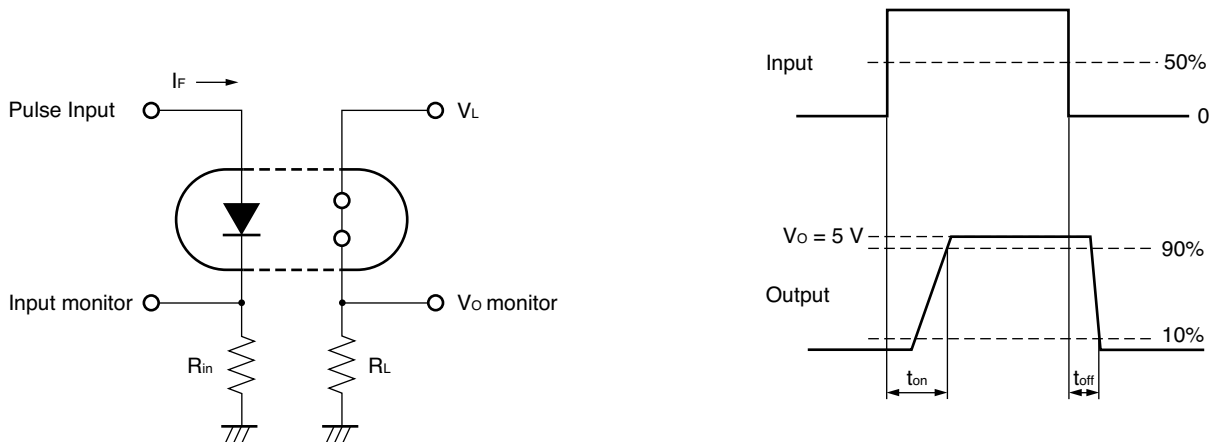 IF
Pulse Input
VL
Input monitor
VO monitor
Rin
RL
Input
50%
0
VO = 5 V
90%
Output
10%
ton
toff